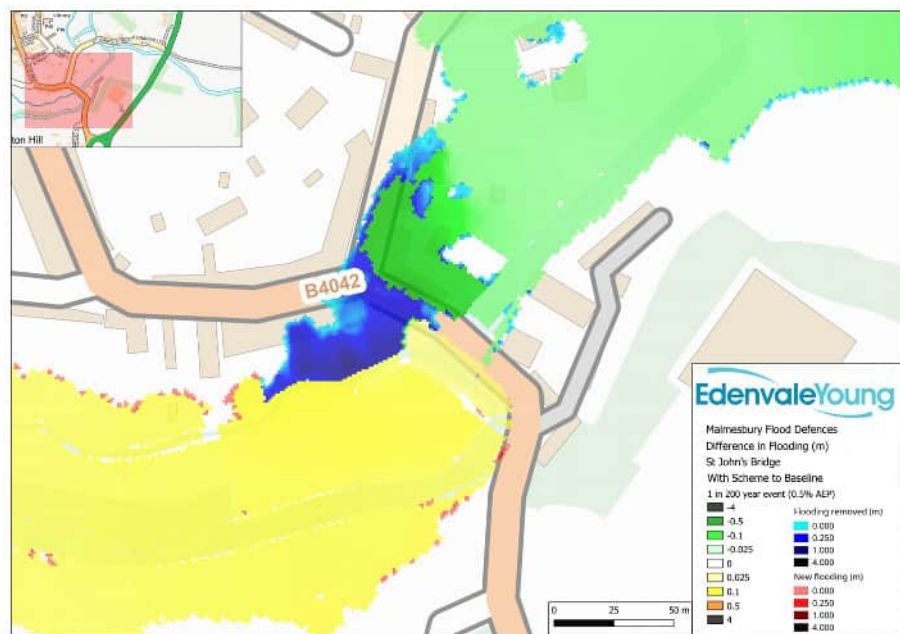 Library
ton Hill
B4042
EdenvaleYoung
Malmesbury Flood Defences
Difference in Flooding (m)
St John's Bridge
With Scheme to Baseline
1 in 200 year event (0.5% AEP)
-4
-0.5
-0.1
-0.025
0
0.025
0.1
0.5
4
Flooding removed (m)
0.000
0.250
1.000
4.000
New flooding (m)
0.000
0.250
1.000
4.000
0 25 50 m